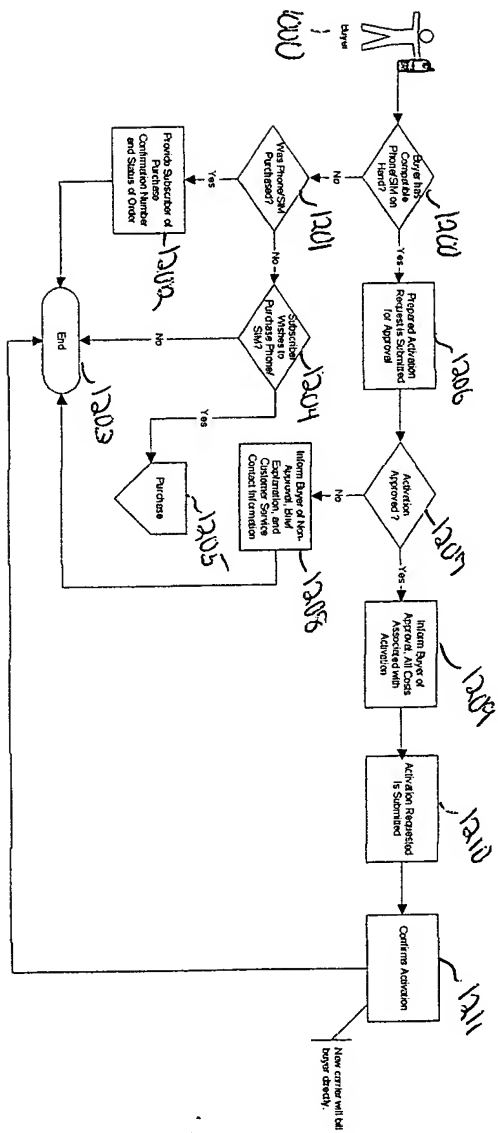 Buyer
1000
Buyer has
Compatible
Phone/SIM on
Hand?
1200
Yes
No
Prepared Activation
Request is Submitted
for Approval
1206
Activation
Approved?
1207
Yes
No
Inform Buyer of
Approval, All Costs
Associated with
Activation
1209
Activation Requested
Is Submitted
1210
Confirms Activation
1211
Now carrier will bill
buyer directly.
Was Phone/SIM
Purchased?
1201
Yes
No
Subscriber
Wishes to
Purchase Phone/
SIM?
1204
No
Yes
Inform Buyer of Non-
Approval, Brief
Explanation, and
Customer Service
Contact Information
1208
Provide Subscriber of
Purchase
Confirmation Number
and Status of Order
1202
End
1203
Purchase
1205